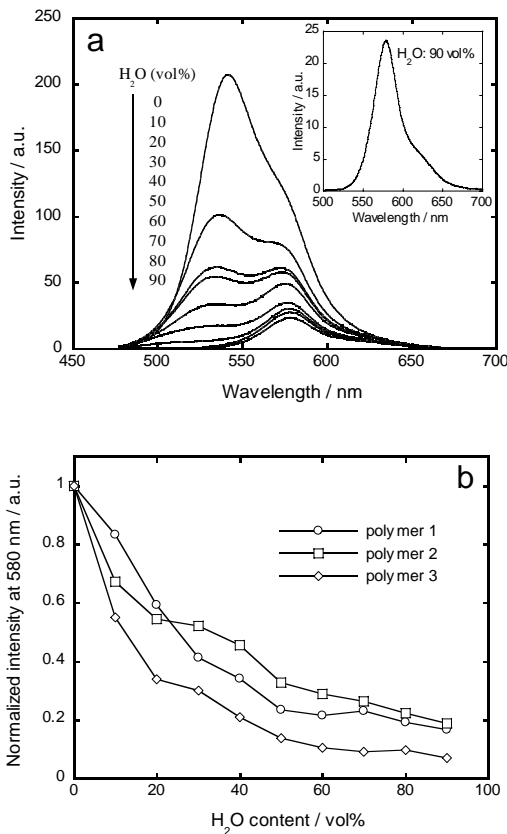 a
H₂O (vol%)
0
10
20
30
40
50
60
70
80
90
250
200
150
100
50
0
Intensity / a.u.
450 500 550 600 650 700
Wavelength / nm
H₂O: 90 vol%
25
20
15
10
5
0
Intensity / a.u.
500 550 600 650 700
Wavelength / nm
b
polymer 1
polymer 2
polymer 3
1
0.8
0.6
0.4
0.2
0
Normalized intensity at 580 nm / a.u.
0 20 40 60 80 100
H₂O content / vol%